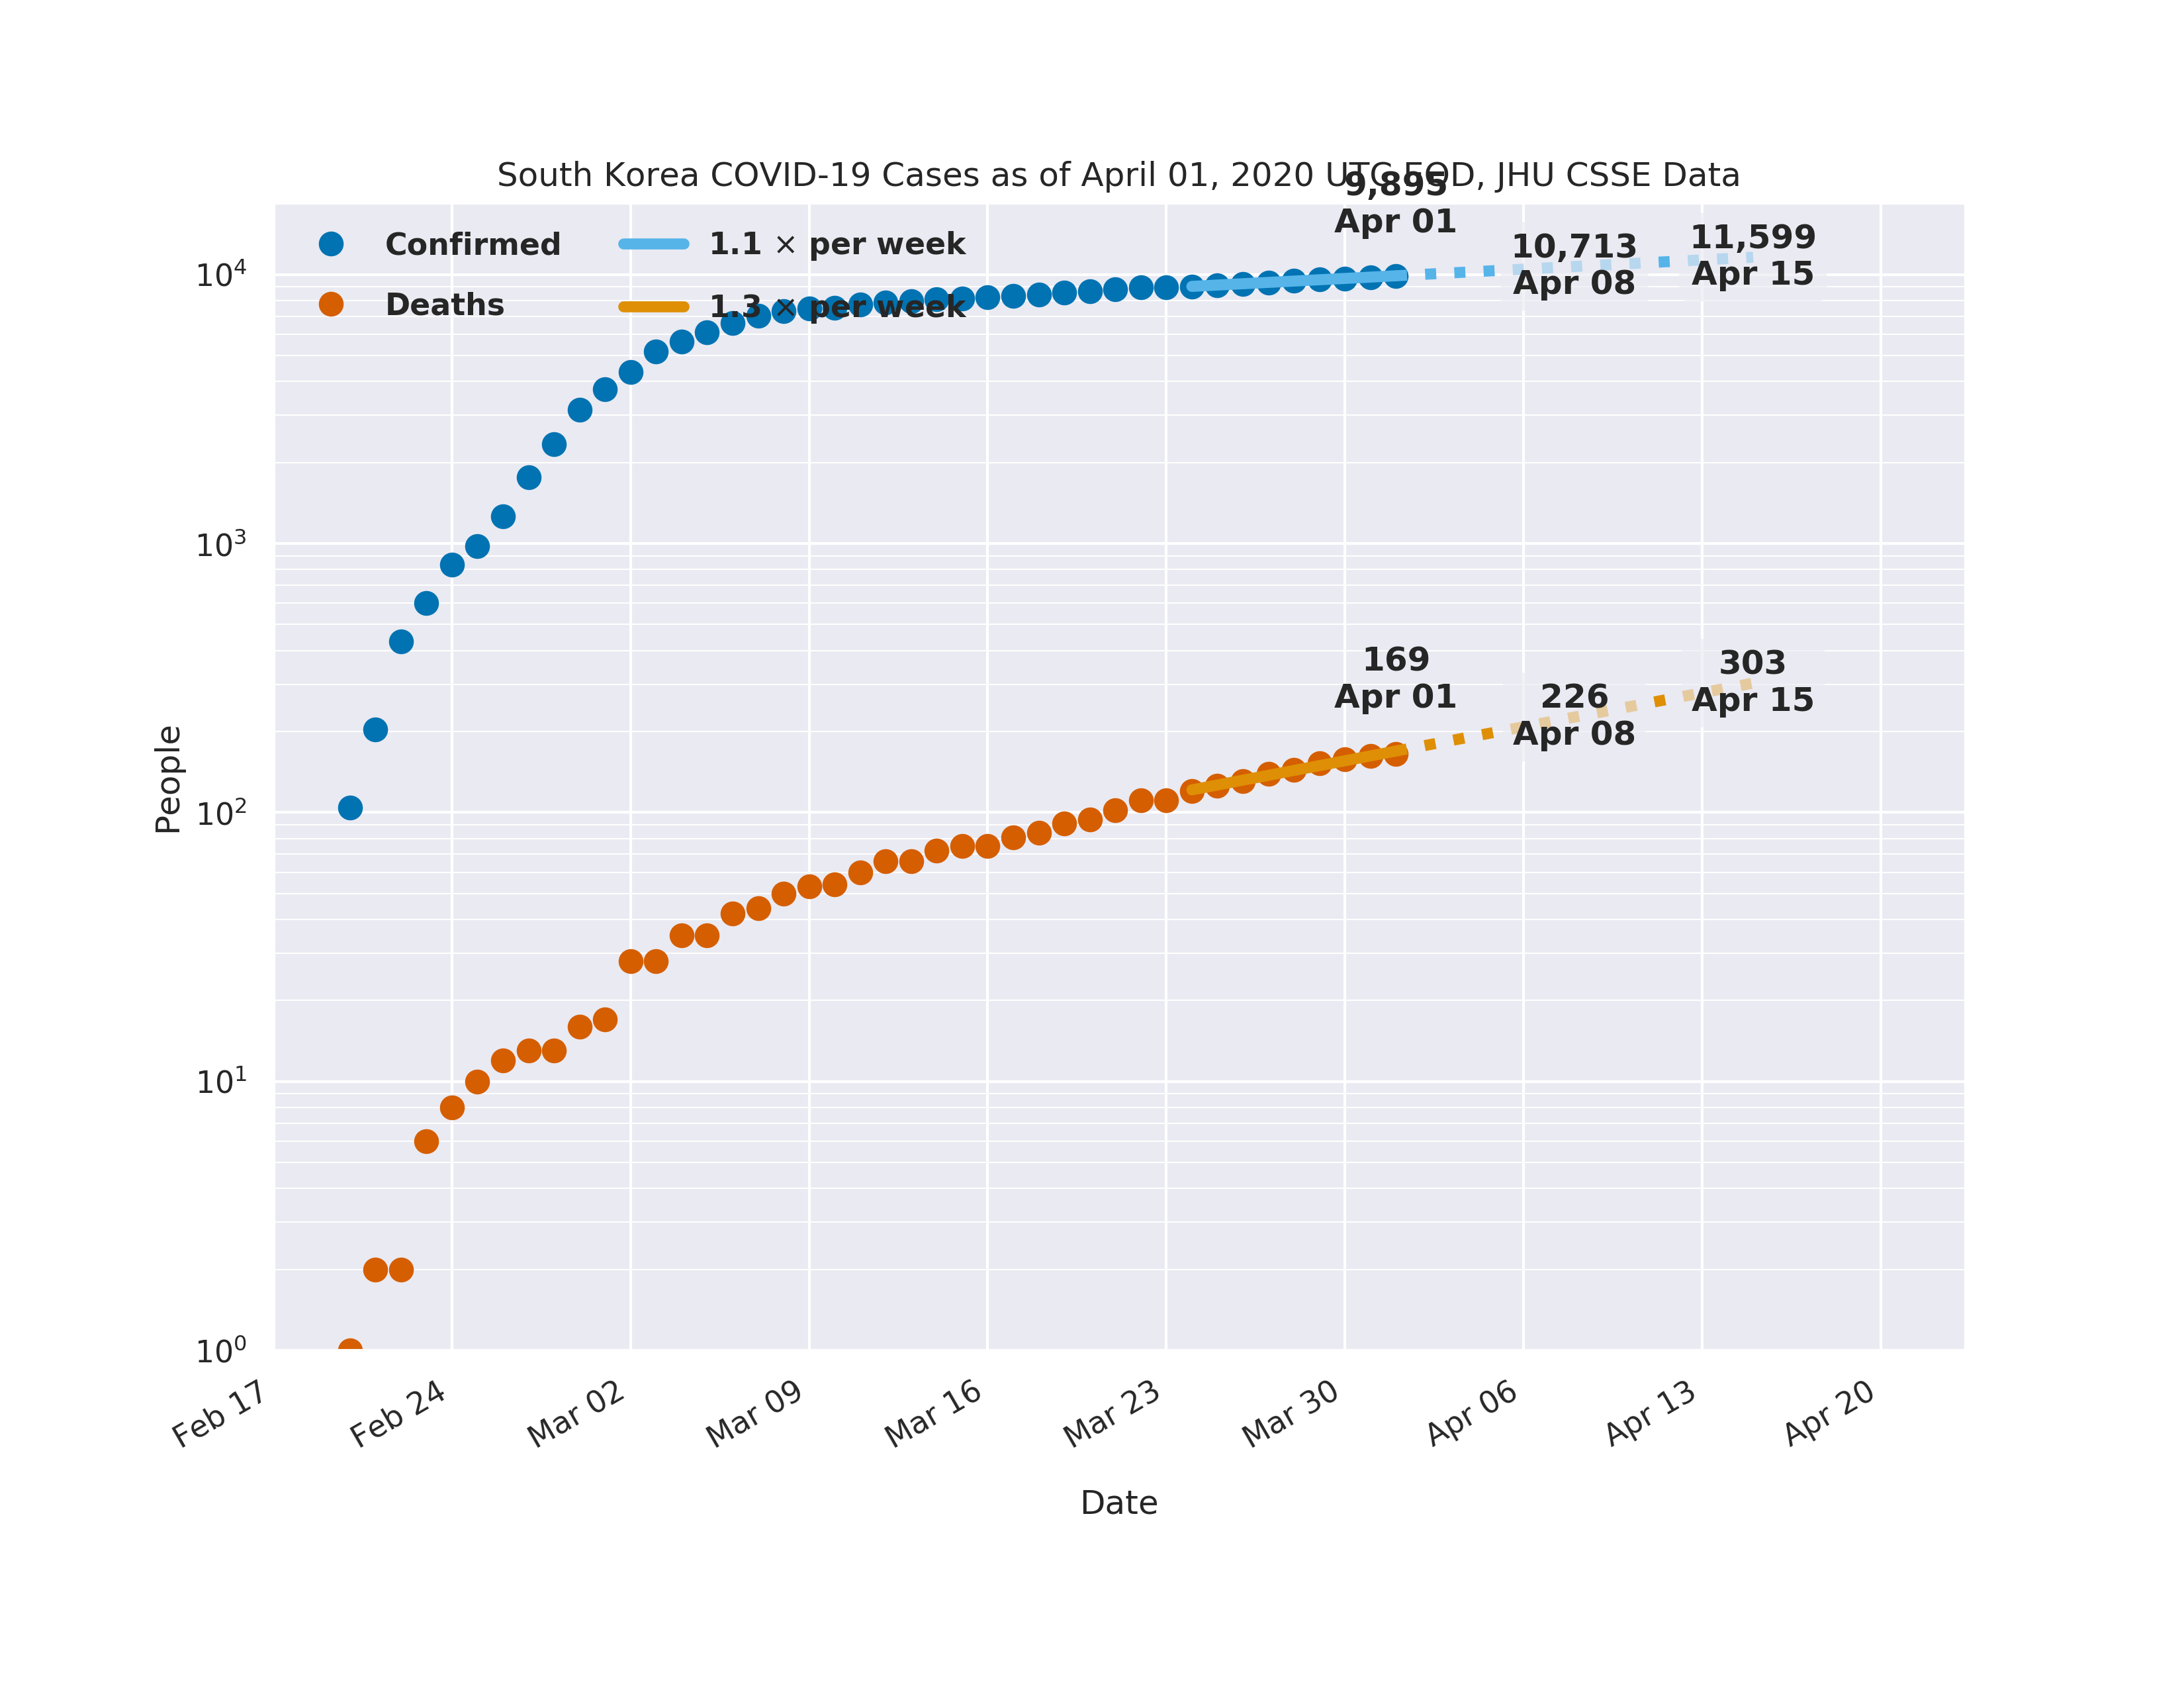 South Korea COVID-19 Cases as of April 01, 2020 UTC EOD, JHU CSSE Data
9,895
Apr 01
10,713
Apr 08
11,599
Apr 15
Confirmed
Deaths
1.1 × per week
1.3 × per week
169
Apr 01
226
Apr 08
303
Apr 15
People
10⁴
10³
10²
10¹
10⁰
Feb 17
Feb 24
Mar 02
Mar 09
Mar 16
Mar 23
Mar 30
Apr 06
Apr 13
Apr 20
Date